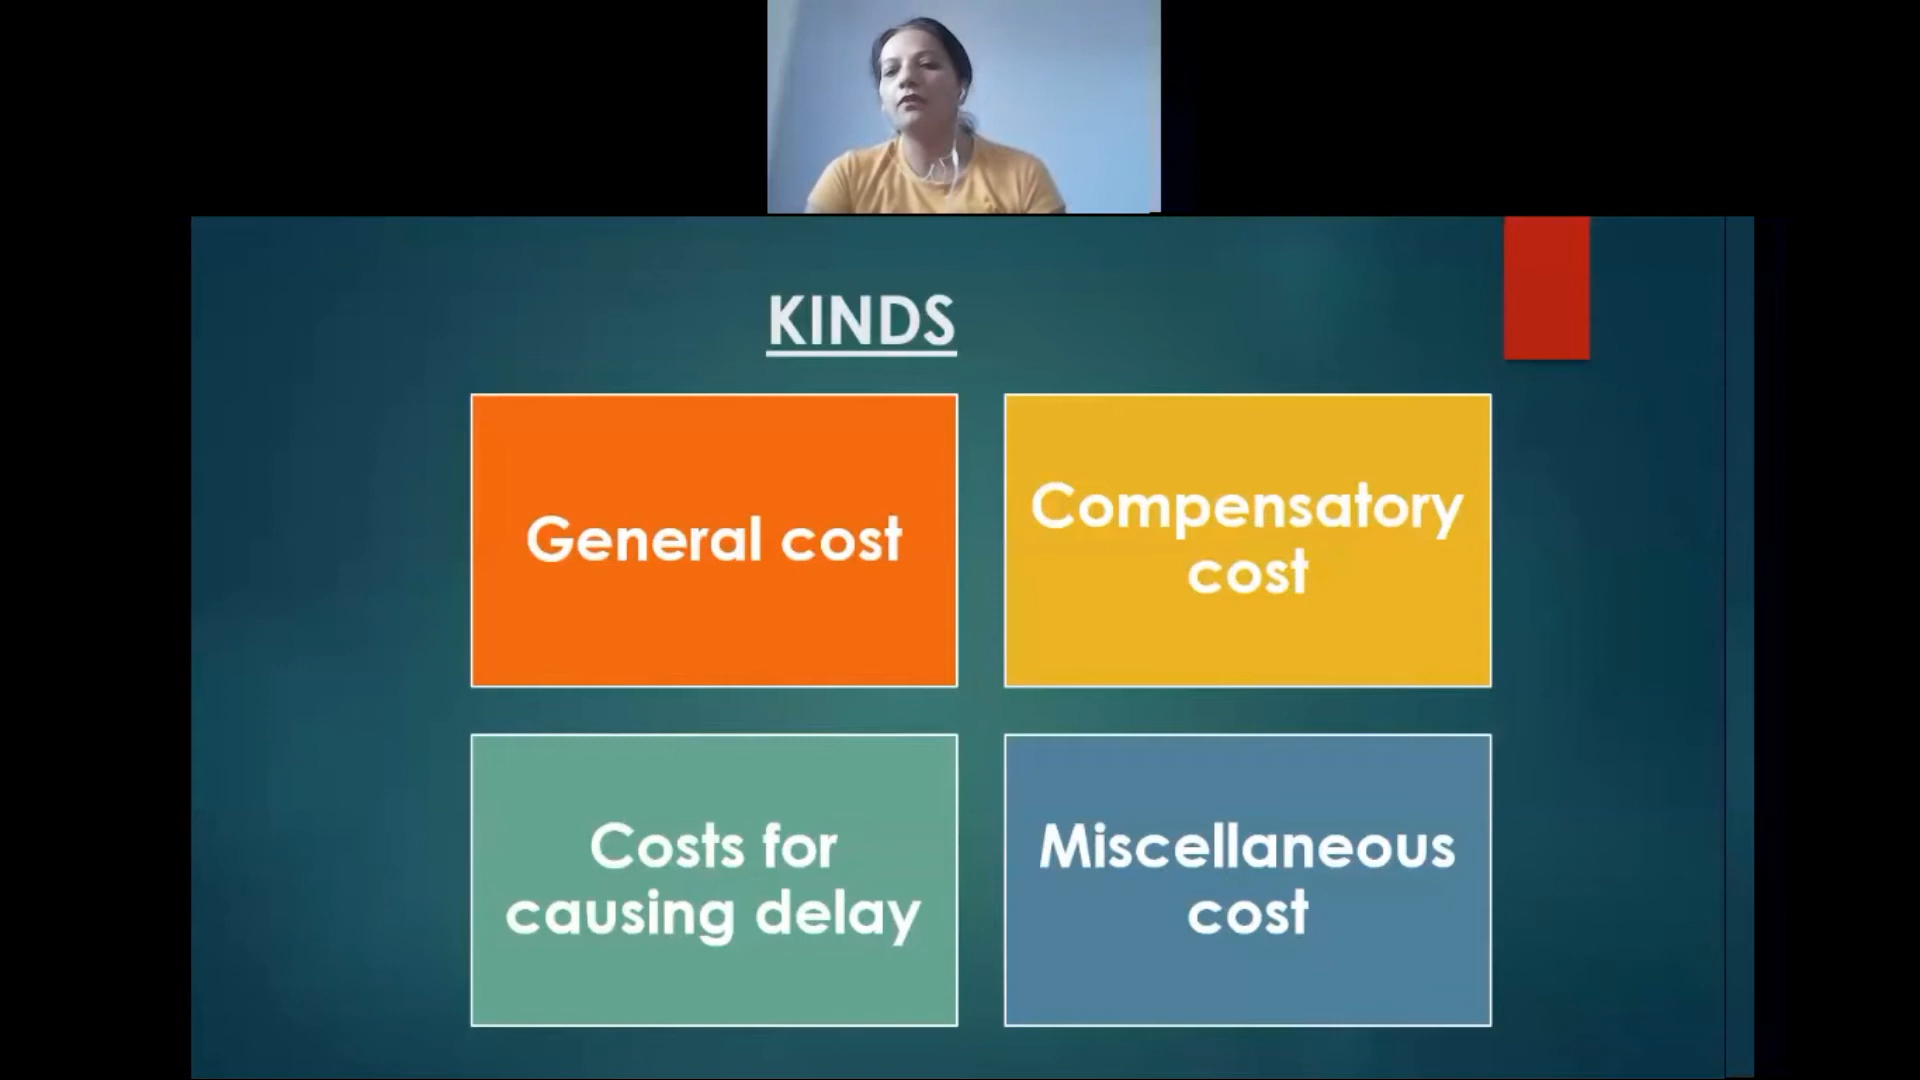 KINDS
General cost
Compensatory
cost
Costs for
causing delay
Miscellaneous
cost